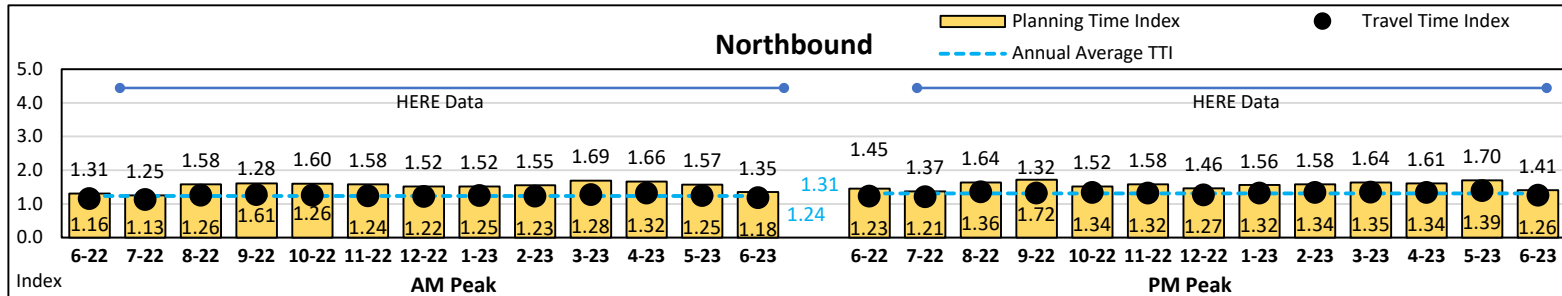 Planning Time Index
Travel Time Index
Annual Average TTI
Northbound
5.0
4.0
3.0
2.0
1.0
0.0
Index
HERE Data
HERE Data
1.31 1.25 1.58 1.28 1.60 1.58 1.52 1.52 1.55 1.69 1.66 1.57 1.35
1.31
1.45 1.37 1.64 1.32 1.52 1.58 1.46 1.56 1.58 1.64 1.61 1.70 1.41
1.16 1.13 1.26 1.61 1.26 1.24 1.22 1.25 1.23 1.28 1.32 1.25 1.18
1.24
1.23 1.21 1.36 1.72 1.34 1.32 1.27 1.32 1.34 1.35 1.34 1.39 1.26
6-22 7-22 8-22 9-22 10-22 11-22 12-22 1-23 2-23 3-23 4-23 5-23 6-23
6-22 7-22 8-22 9-22 10-22 11-22 12-22 1-23 2-23 3-23 4-23 5-23 6-23
AM Peak
PM Peak